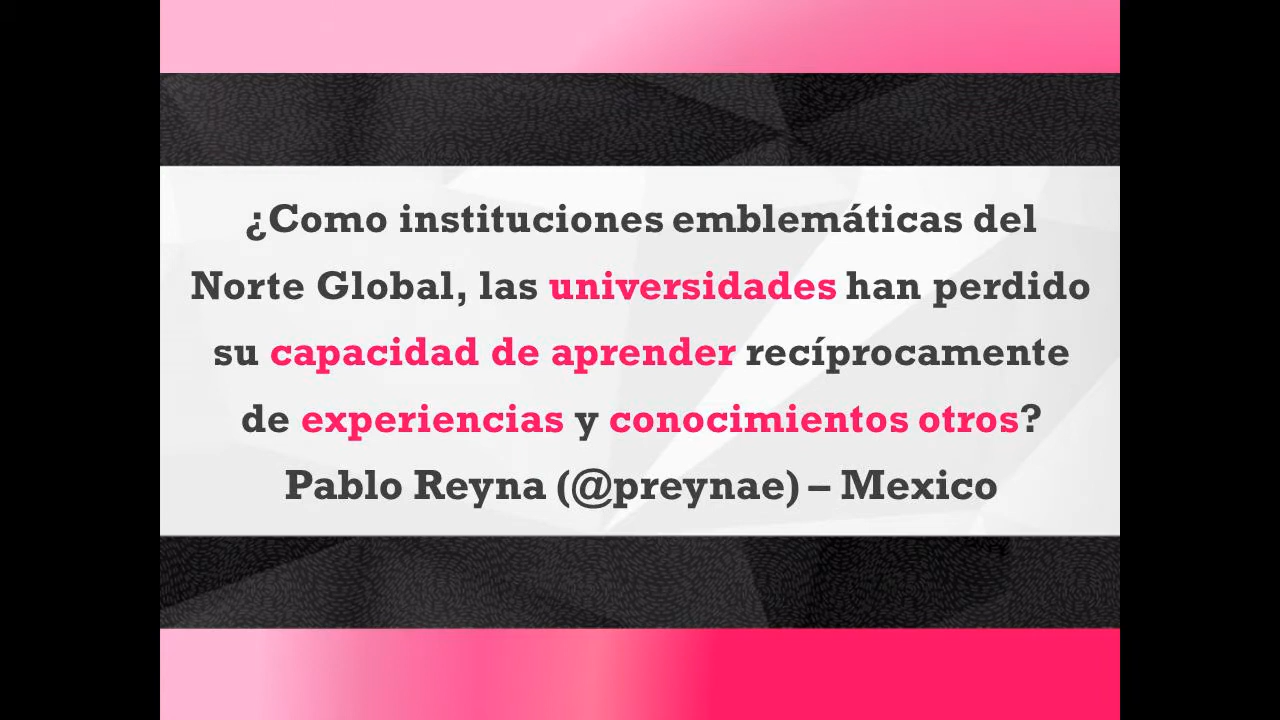 ¿Como instituciones emblemáticas del
Norte Global, las universidades han perdido
su capacidad de aprender recíprocamente
de experiencias y conocimientos otros?
Pablo Reyna (@preynae) – Mexico